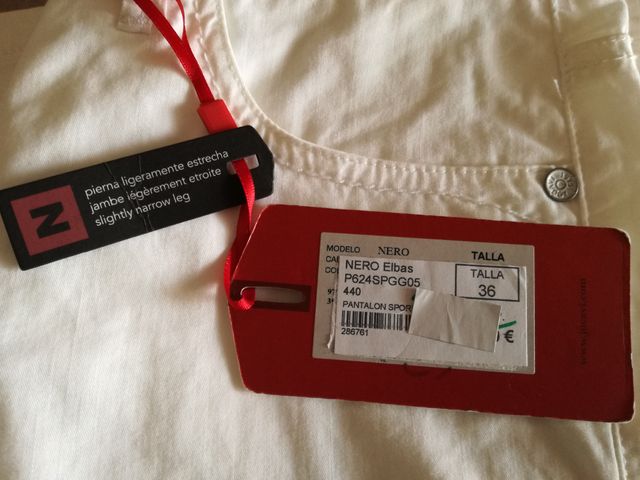 N
pierna ligeramente estrecha
jambe légèrement etroite
slightly narrow leg
MODELO NERO TALLA
NERO Elbas
P624SPGG05
440
TALLA
36
PANTALON SPOR
286761
€